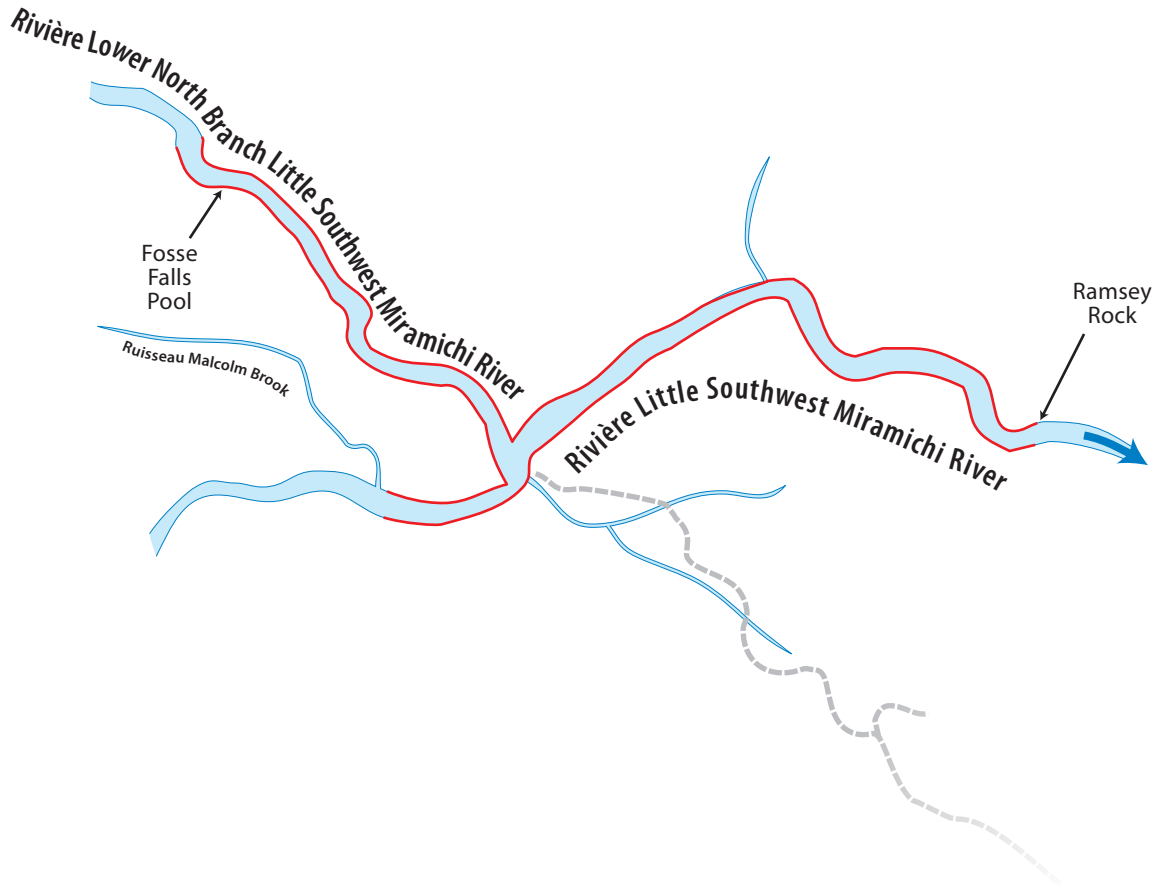 Rivière Lower North Branch Little Southwest Miramichi River
Fosse
Falls
Pool
Ramsey
Rock
Ruisseau Malcolm Brook
Rivière Little Southwest Miramichi River